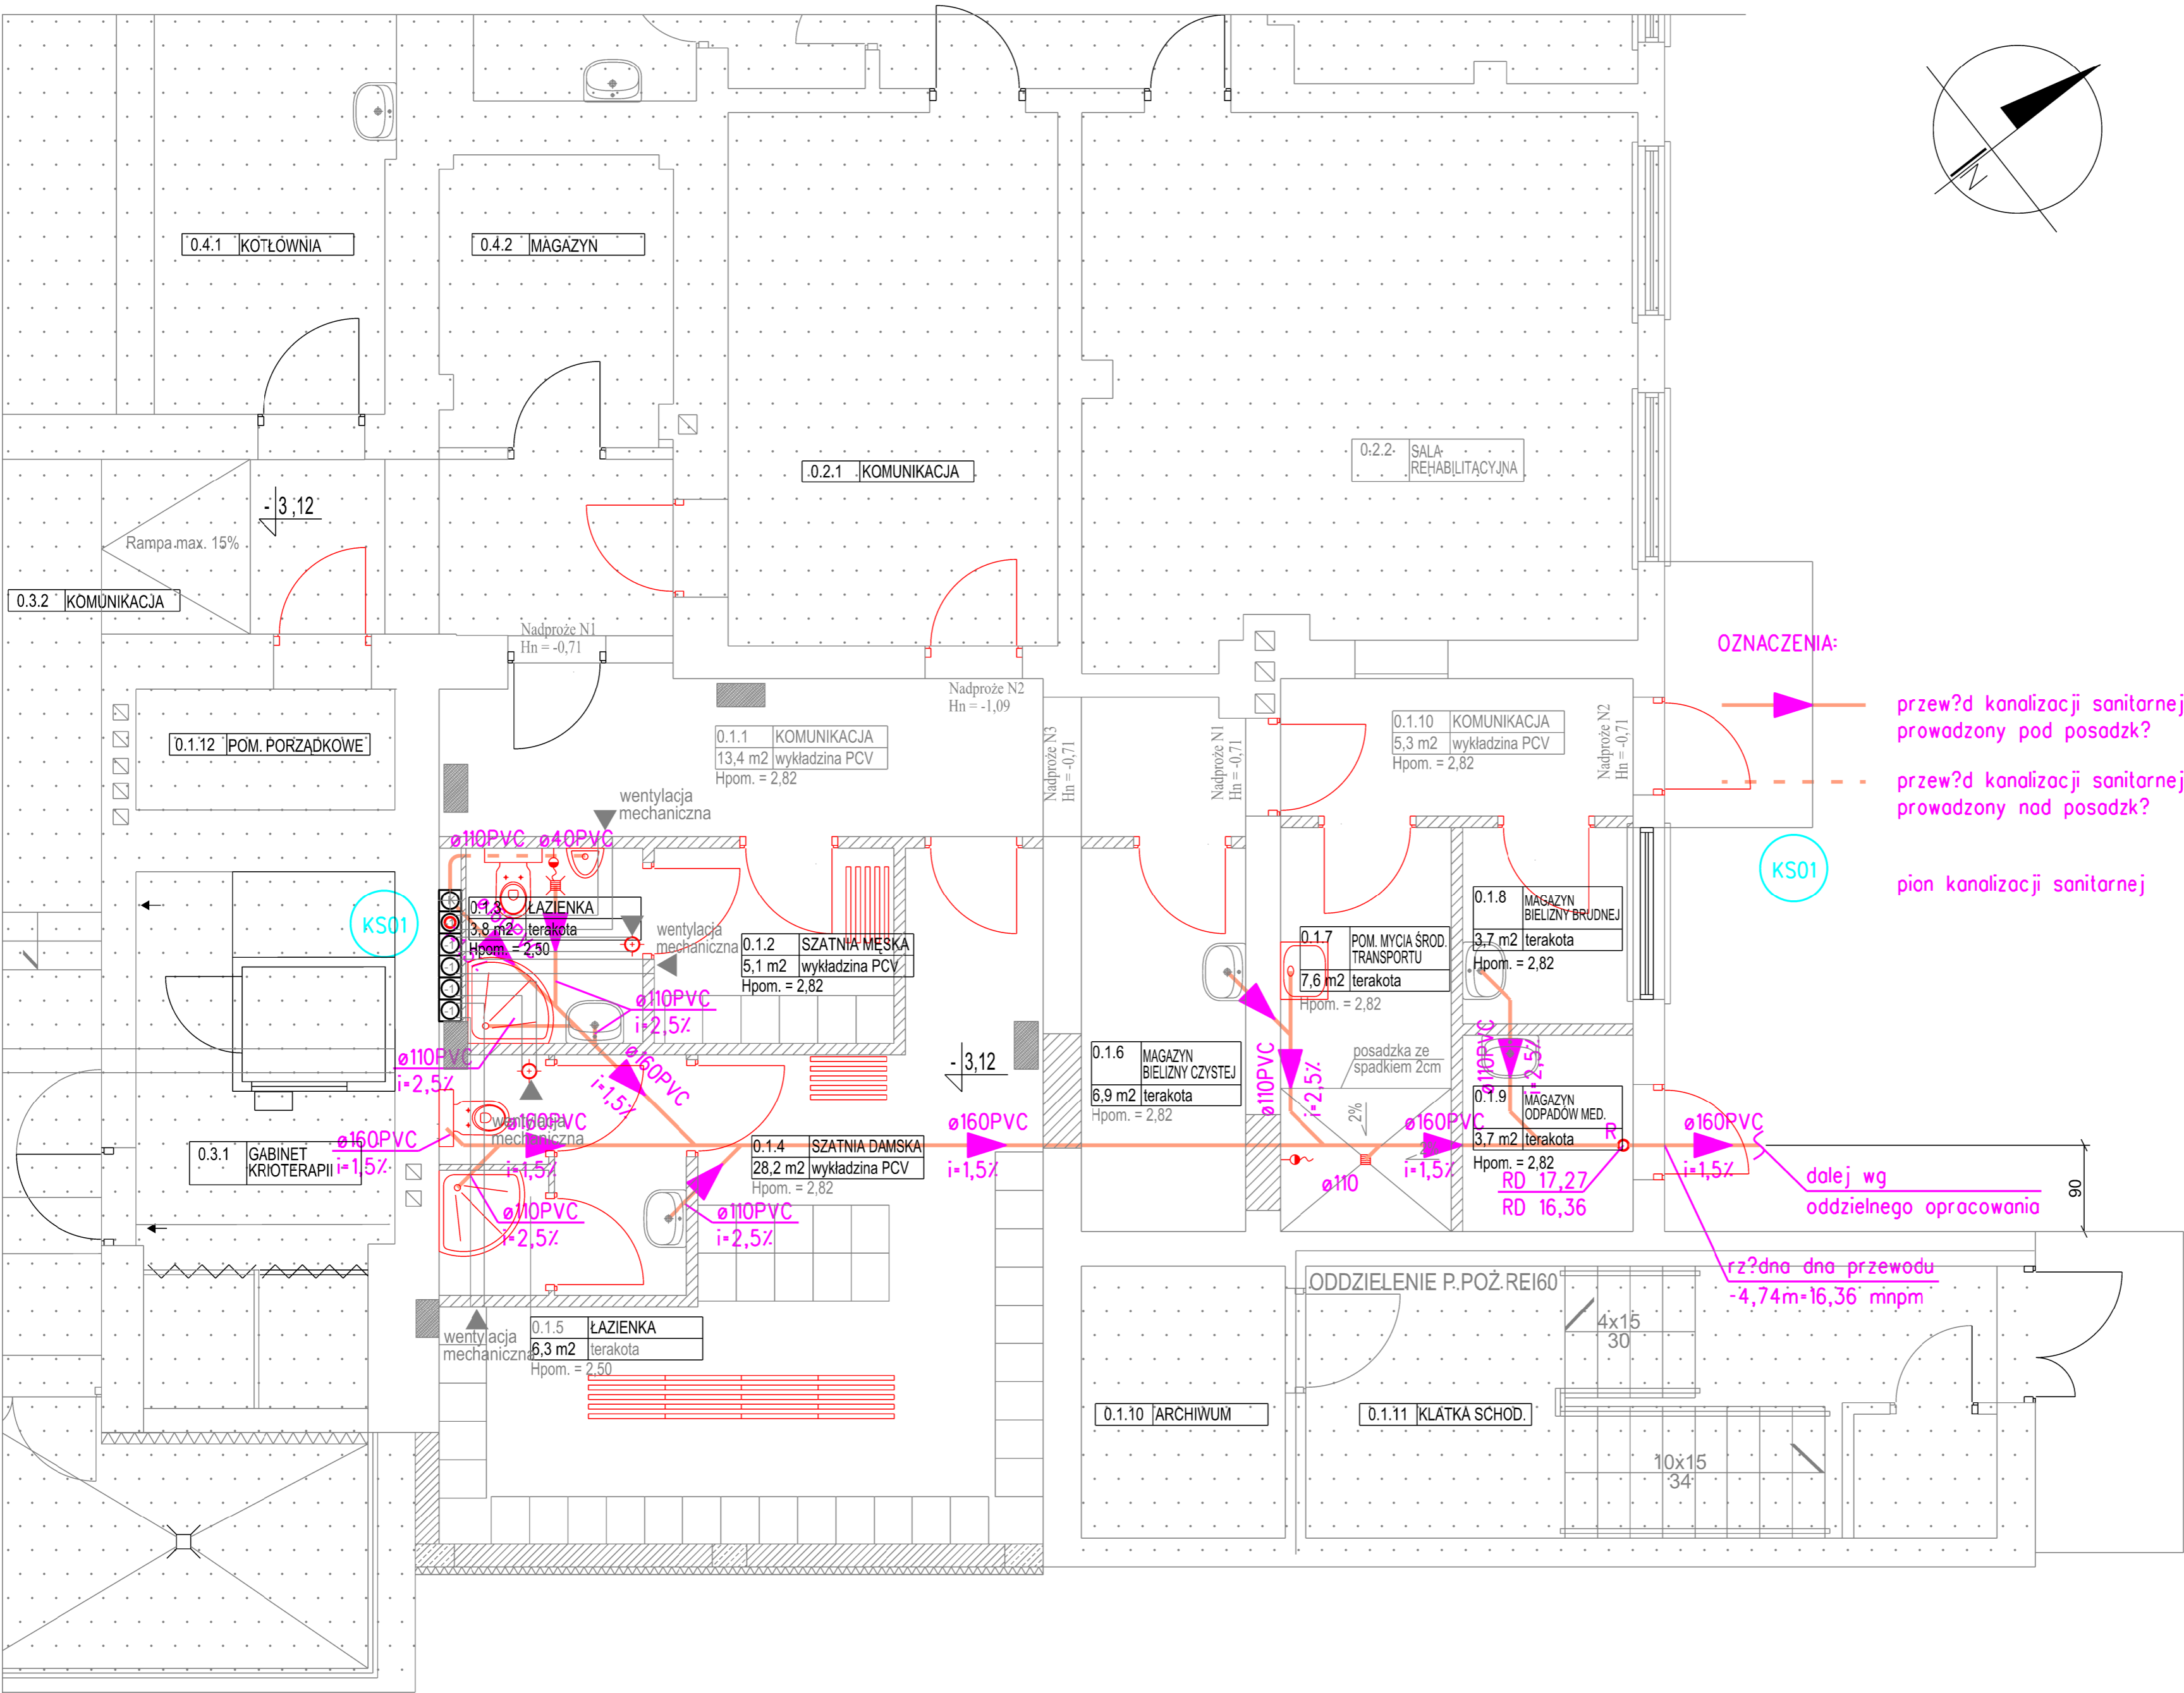 N
0.4.1 KOTŁOWNIA
0.4.2 MAGAZYN
0.2.1 KOMUNIKACJA
0.2.2 SALA
REHABILITACYJNA
- 3,12
Rampa max. 15%
0.3.2 KOMUNIKACJA
Nadproże N1
Hn = -0,71
OZNACZENIA:
przew?d kanalizacji sanitarnej
prowadzony pod posadzk?
przew?d kanalizacji sanitarnej
prowadzony nad posadzk?
KS01
pion kanalizacji sanitarnej
Nadproże N2
Hn = -1,09
0.1.12 POM. PORZĄDKOWE
0.1.1 KOMUNIKACJA
13,4 m2 wykładzina PCV
Hpom. = 2,82
Nadproże N3
Hn = -0,71
Nadproże N1
Hn = -0,71
0.1.10 KOMUNIKACJA
5,3 m2 wykładzina PCV
Hpom. = 2,82
Nadproże N2
Hn = -0,71
wentylacja
mechaniczna
ø110PVC ø40PVC
KS01
0.1.3 ŁAZIENKA
3,8 m2 terakota
Hpom. = 2,50
wentylacja
mechaniczna
0.1.2 SZATNIA MĘSKA
5,1 m2 wykładzina PCV
Hpom. = 2,82
0.1.7 POM. MYCIA ŚROD.
TRANSPORTU
7,6 m2 terakota
Hpom. = 2,82
0.1.8 MAGAZYN
BIELIZNY BRUDNEJ
3,7 m2 terakota
Hpom. = 2,82
ø110PVC
i=2,5%
ø110PVC
i=2,5%
ø160PVC
i=1,5%
- 3,12
0.1.6 MAGAZYN
BIELIZNY CZYSTEJ
6,9 m2 terakota
Hpom. = 2,82
ø110PVC
i=2,5%
posadzka ze
spadkiem 2cm
2%
ø110PVC
i=2,5%
0.1.9 MAGAZYN
ODPADÓW MED.
3,7 m2 terakota
Hpom. = 2,82
0.3.1 GABINET
KRIOTERAPII
ø160PVC
i=1,5%
wentylacja
mechaniczna
ø160PVC
i=1,5%
0.1.4 SZATNIA DAMSKA
28,2 m2 wykładzina PCV
Hpom. = 2,82
ø160PVC
i=1,5%
ø110
ø160PVC
i=1,5%
R
RD 17,27
RD 16,36
ø160PVC
i=1,5%
dalej wg
oddzielnego opracowania
90
ø110PVC
i=2,5%
ø110PVC
i=2,5%
rz?dna dna przewodu
-4,74m=16,36 mnpm
wentylacja
mechaniczna
0.1.5 ŁAZIENKA
6,3 m2 terakota
Hpom. = 2,50
ODDZIELENIE P.POŻ.REI60
4x15
30
0.1.10 ARCHIWUM
0.1.11 KLATKA SCHOD.
10x15
34